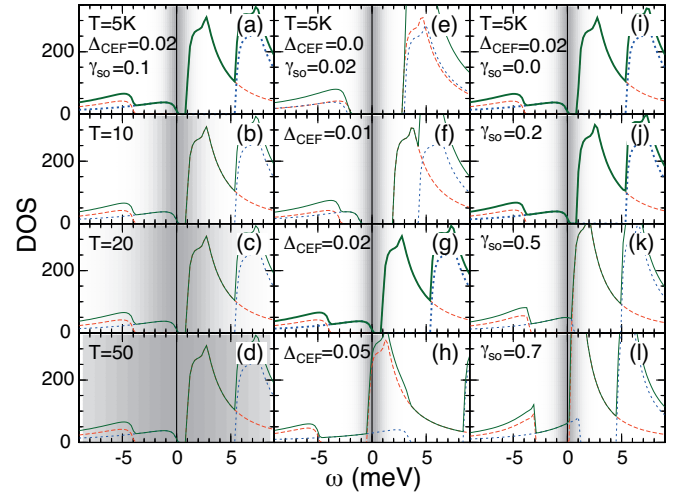 T=5K (a) T=5K (e) T=5K (i)
Δ_CEF=0.02 Δ_CEF=0.0 Δ_CEF=0.02
γ_so=0.1 γ_so=0.02 γ_so=0.0
200
0
T=10 (b) Δ_CEF=0.01 (f) γ_so=0.2 (j)
200
0
T=20 (c) Δ_CEF=0.02 (g) γ_so=0.5 (k)
200
0
T=50 (d) Δ_CEF=0.05 (h) γ_so=0.7 (l)
200
0
DOS
-5 0 5 -5 0 5 -5 0 5
ω (meV)